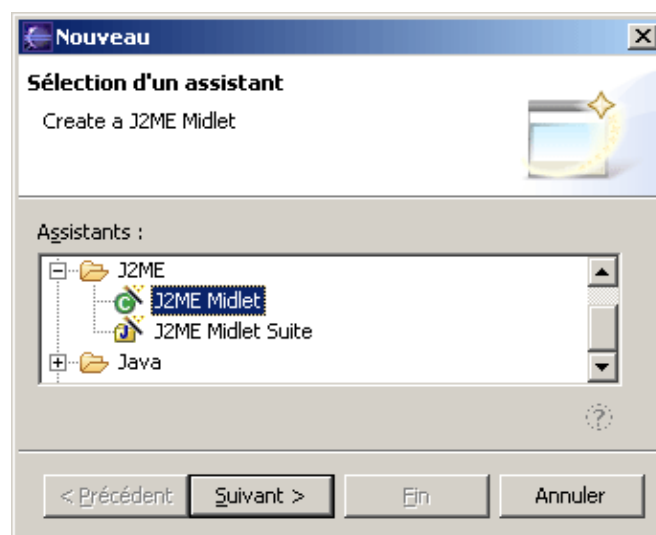 Nouveau
Sélection d'un assistant
Create a J2ME Midlet
Assistants :
J2ME
J2ME Midlet
J2ME Midlet Suite
Java
< Précédent Suivant > Fin Annuler